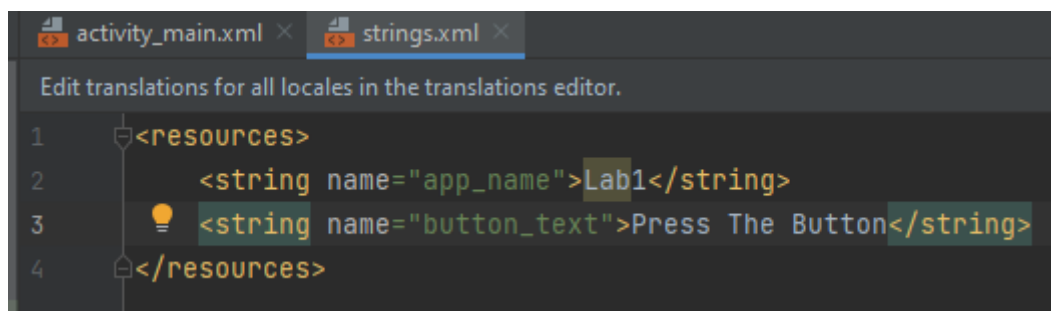 activity_main.xml strings.xml
Edit translations for all locales in the translations editor.
1 <resources>
2 <string name="app_name">Lab1</string>
3 <string name="button_text">Press The Button</string>
4 </resources>